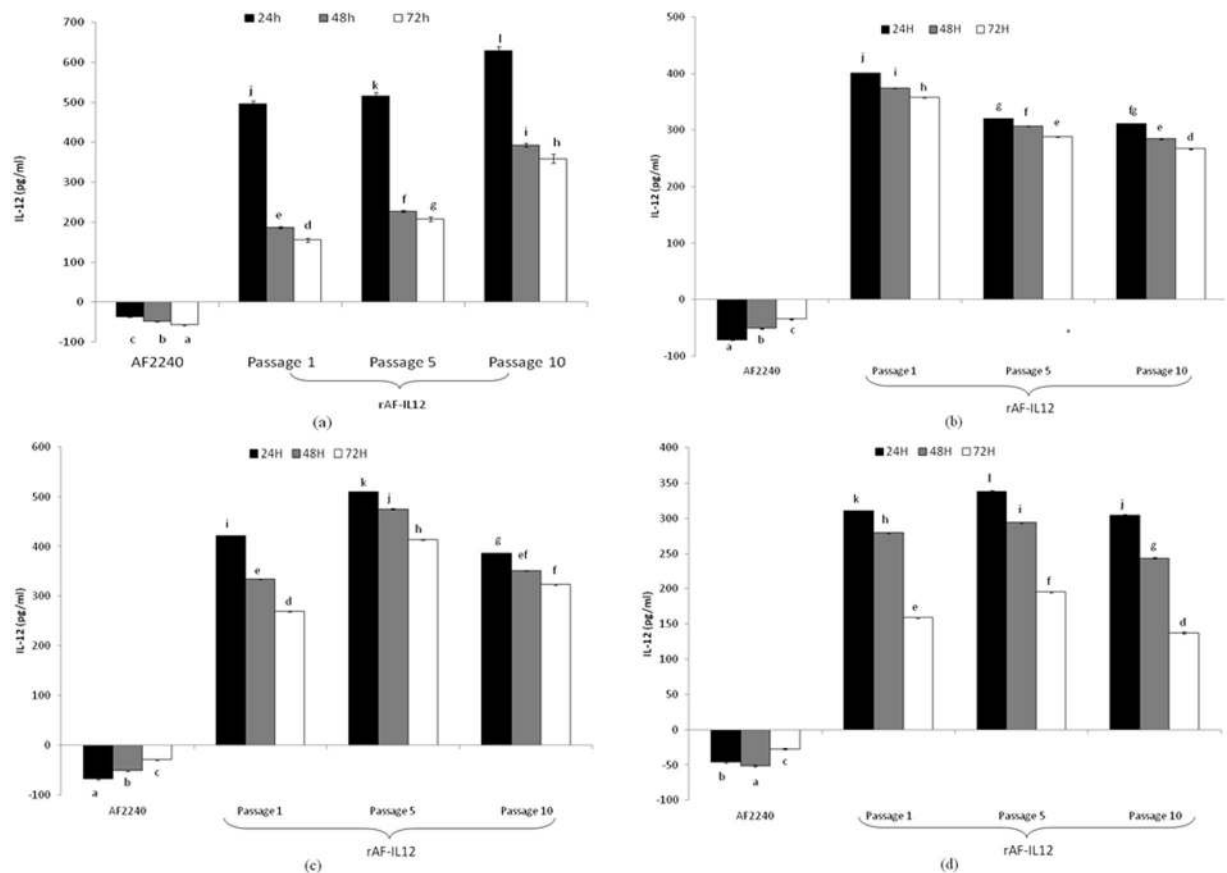 24h 48h 72h
700
600
500
400
300
200
100
0
-100
IL-12 (pg/ml)
c b a
j e d
k f g
l i h
AF2240 Passage 1 Passage 5 Passage 10
rAF-IL12
(a)
24H 48H 72H
500
400
300
200
100
0
-100
IL-12 (pg/ml)
a b c
j i h
g f e
fg e d
*
AF2240 Passage 1 Passage 5 Passage 10
rAF-IL12
(b)
24H 48H 72H
600
500
400
300
200
100
0
-100
IL-12 (pg/ml)
a b c
i e d
k j h
g ef f
AF2240 Passage 1 Passage 5 Passage 10
rAF-IL12
(c)
24H 48H 72H
400
350
300
250
200
150
100
50
0
-50
-100
IL-12 (pg/ml)
b a c
k h e
l i f
j g d
AF2240 Passage 1 Passage 5 Passage 10
rAF-IL12
(d)